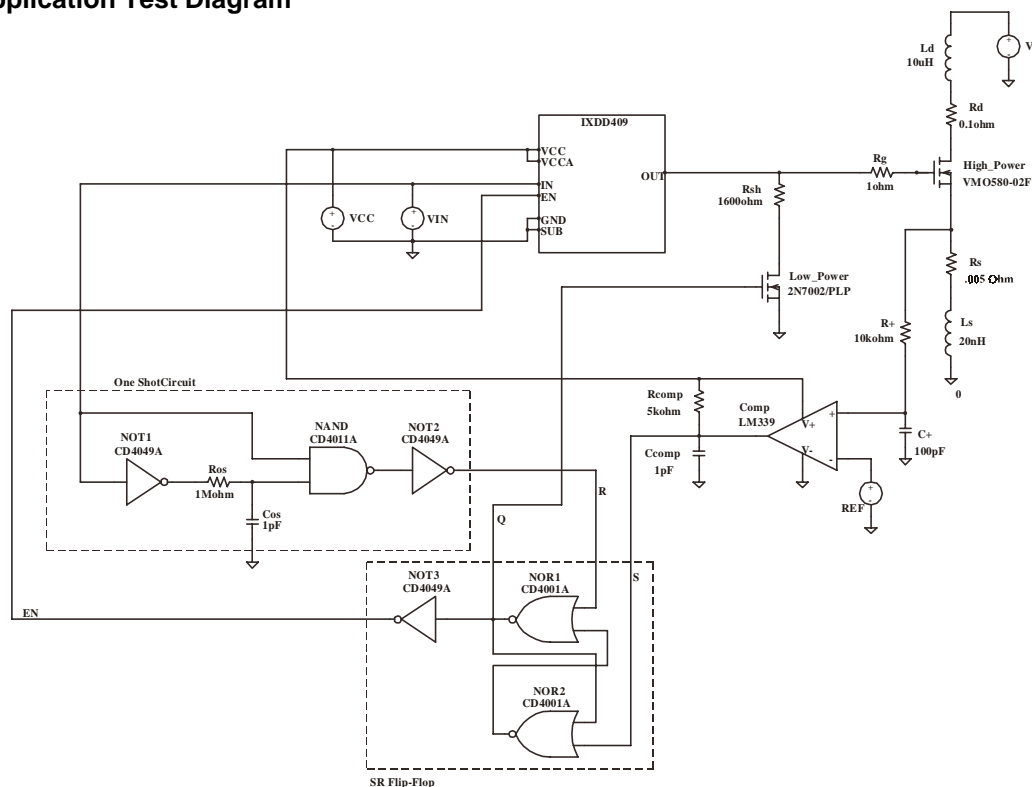 pplication Test Diagram
Ld
10uH
V
Rd
0.1ohm
IXDD409
VCC
VCCA
IN
EN
GND
SUB
OUT
VCC
VIN
Rg
1ohm
High_Power
VMO580-02F
Rsh
1600ohm
Low_Power
2N7002/PLP
Rs
.005 Ohm
R+
10kohm
Ls
20nH
0
One ShotCircuit
NOT1
CD4049A
NAND
CD4011A
NOT2
CD4049A
Ros
1Mohm
Cos
1pF
Rcomp
5kohm
Comp
LM339
V+
V-
Ccomp
1pF
C+
100pF
REF
R
Q
S
EN
NOT3
CD4049A
NOR1
CD4001A
NOR2
CD4001A
SR Flip-Flop